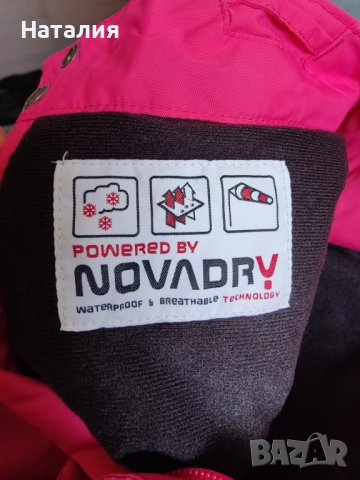 Наталия
POWERED BY
NOVADRY
WATERPROOF & BREATHABLE TECHNOLOGY
BAZAR